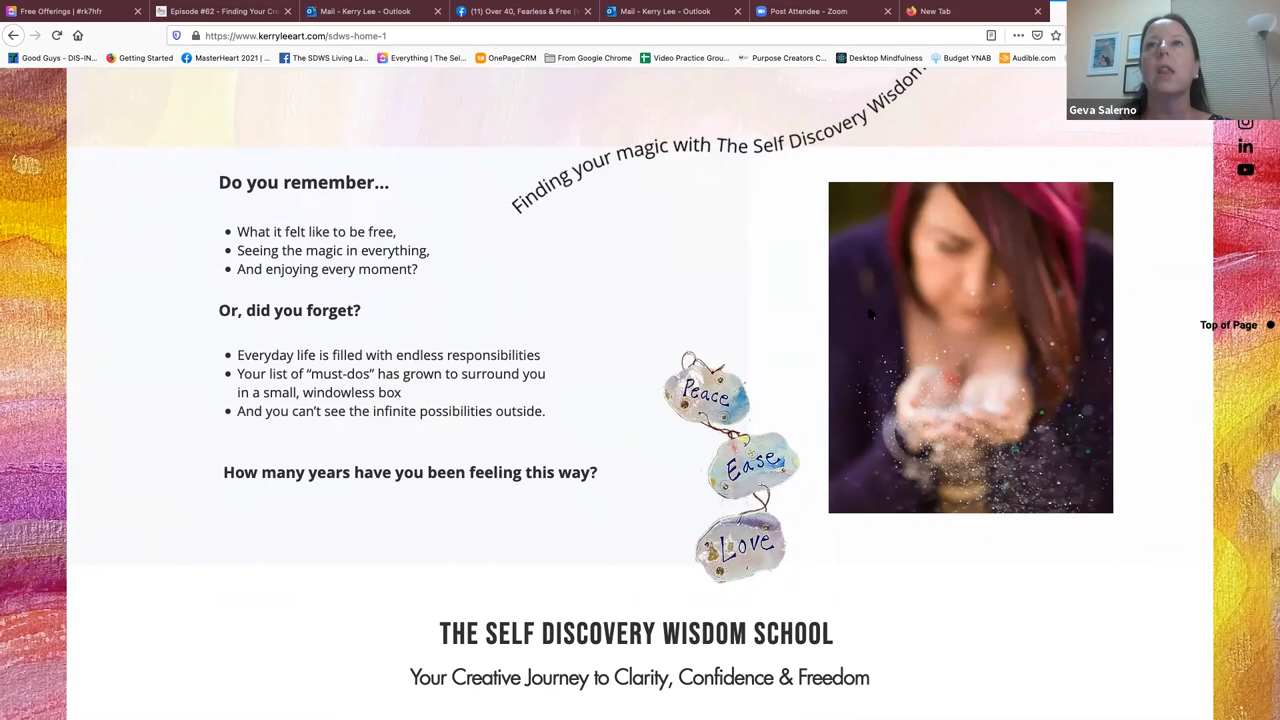 Free Offerings | #r7khfr
Episode #62 - Finding Your Cre
Mail - Kerry Lee - Outlook
(11) Over 40, Fearless & Free (V
Mail - Kerry Lee - Outlook
Post Attendee - Zoom
New Tab
https://www.kerryleeart.com/sdws-home-1
Good Guys - DIS-IN...
Getting Started
MasterHeart 2021 | ...
The SDWS Living La...
Everything | The Sel...
OnePageCRM
From Google Chrome
Video Practice Grou...
Purpose Creators C...
Desktop Mindfulness
Budget YNAB
Audible.com
Geva Salerno
Finding your magic with The Self Discovery Wisdom
Do you remember...
What it felt like to be free,
Seeing the magic in everything,
And enjoying every moment?
Or, did you forget?
Everyday life is filled with endless responsibilities
Your list of “must-dos” has grown to surround you
in a small, windowless box
And you can’t see the infinite possibilities outside.
How many years have you been feeling this way?
Peace
Ease
Love
Top of Page
THE SELF DISCOVERY WISDOM SCHOOL
Your Creative Journey to Clarity, Confidence & Freedom